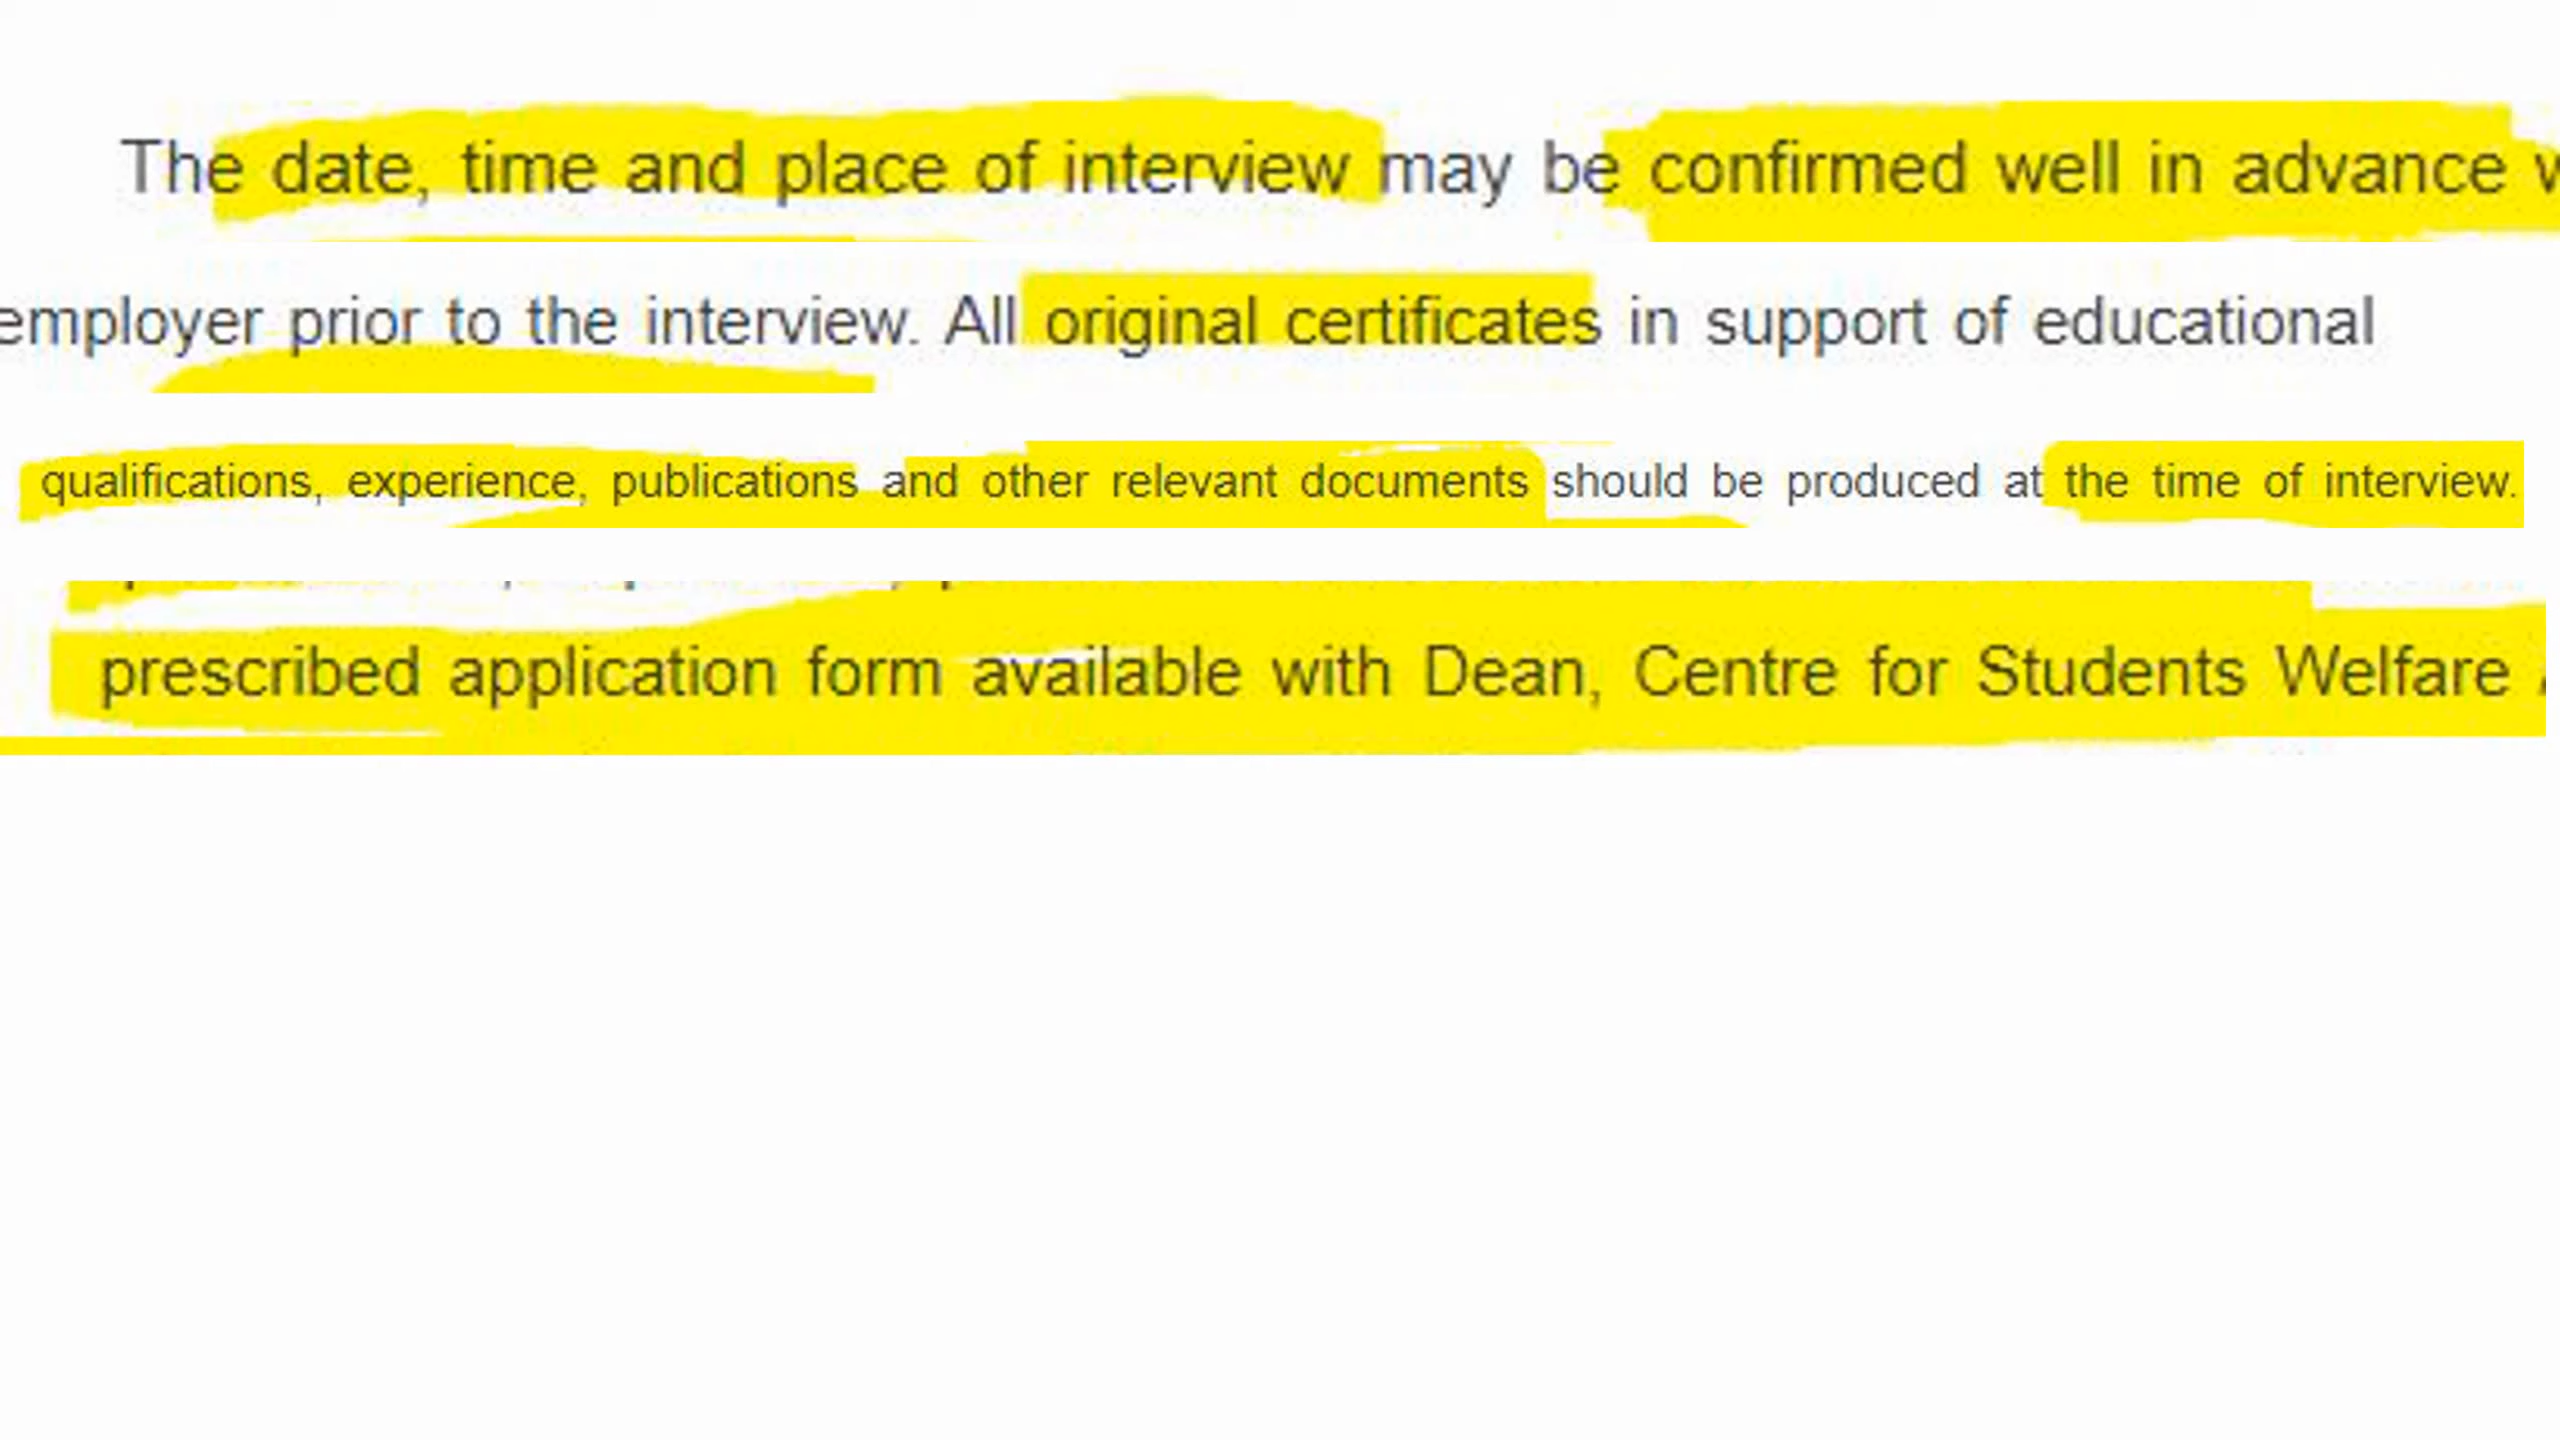 The date, time and place of interview may be confirmed well in advance
employer prior to the interview. All original certificates in support of educational
qualifications, experience, publications and other relevant documents should be produced at the time of interview.
prescribed application form available with Dean, Centre for Students Welfare